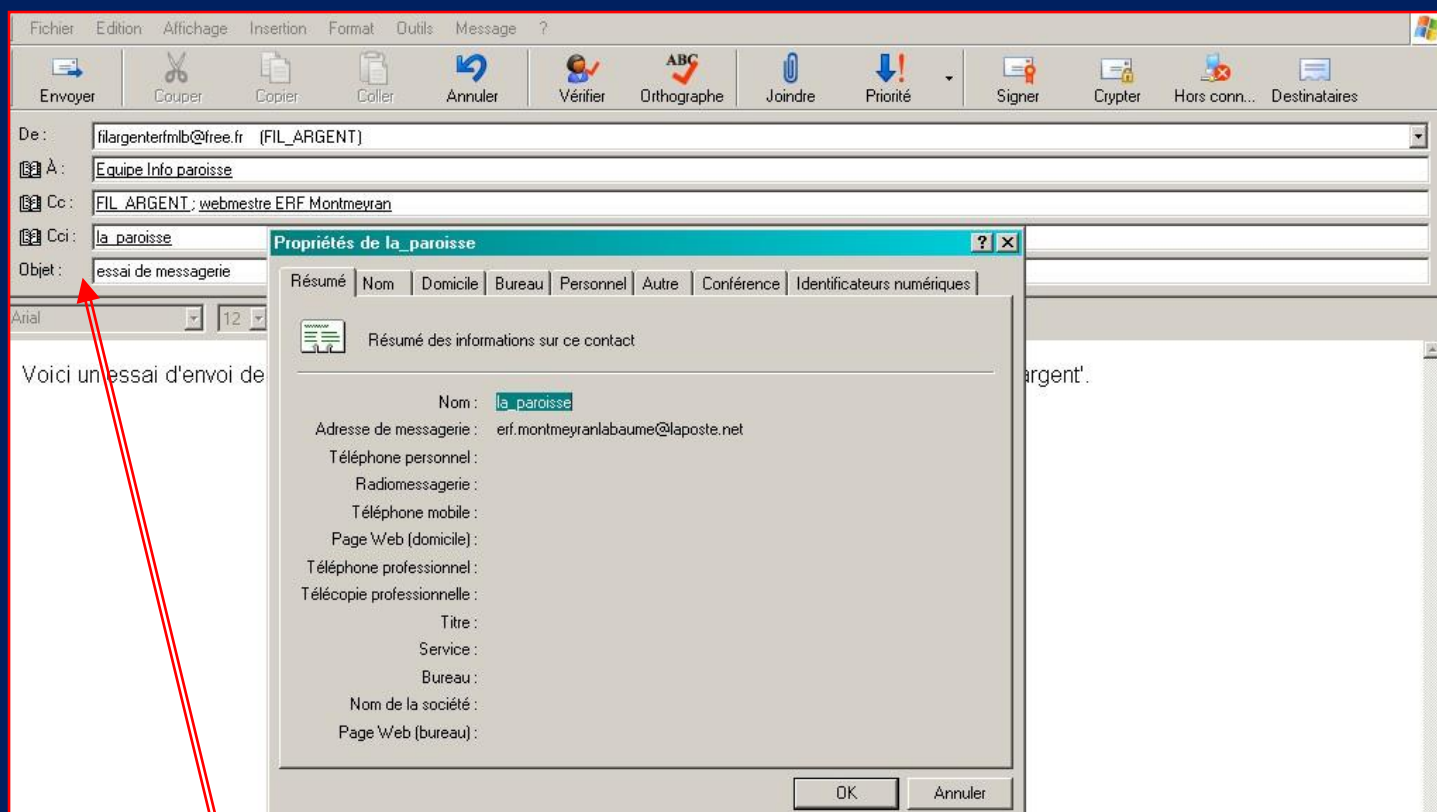 Fichier Edition Affichage Insertion Format Outils Message ?
Envoyer Couper Copier Coller Annuler Vérifier ABC Orthographe Joindre Priorité Signer Crypter Hors conn... Destinataires
De : filargenterfmlb@free.fr (FIL_ARGENT)
À : Equipe Info paroisse
Cc : FIL_ARGENT ; webmestre ERF Montmeyran
Cci : la_paroisse
Objet : essai de messagerie
Arial 12
Voici un essai d'envoi de argent'.
Propriétés de la_paroisse
Résumé Nom Domicile Bureau Personnel Autre Conférence Identificateurs numériques
Résumé des informations sur ce contact
Nom : la_paroisse
Adresse de messagerie : erf.montmeyranlabaume@laposte.net
Téléphone personnel :
Radiomessagerie :
Téléphone mobile :
Page Web (domicile) :
Téléphone professionnel :
Télécopie professionnelle :
Titre :
Service :
Bureau :
Nom de la société :
Page Web (bureau) :
OK Annuler